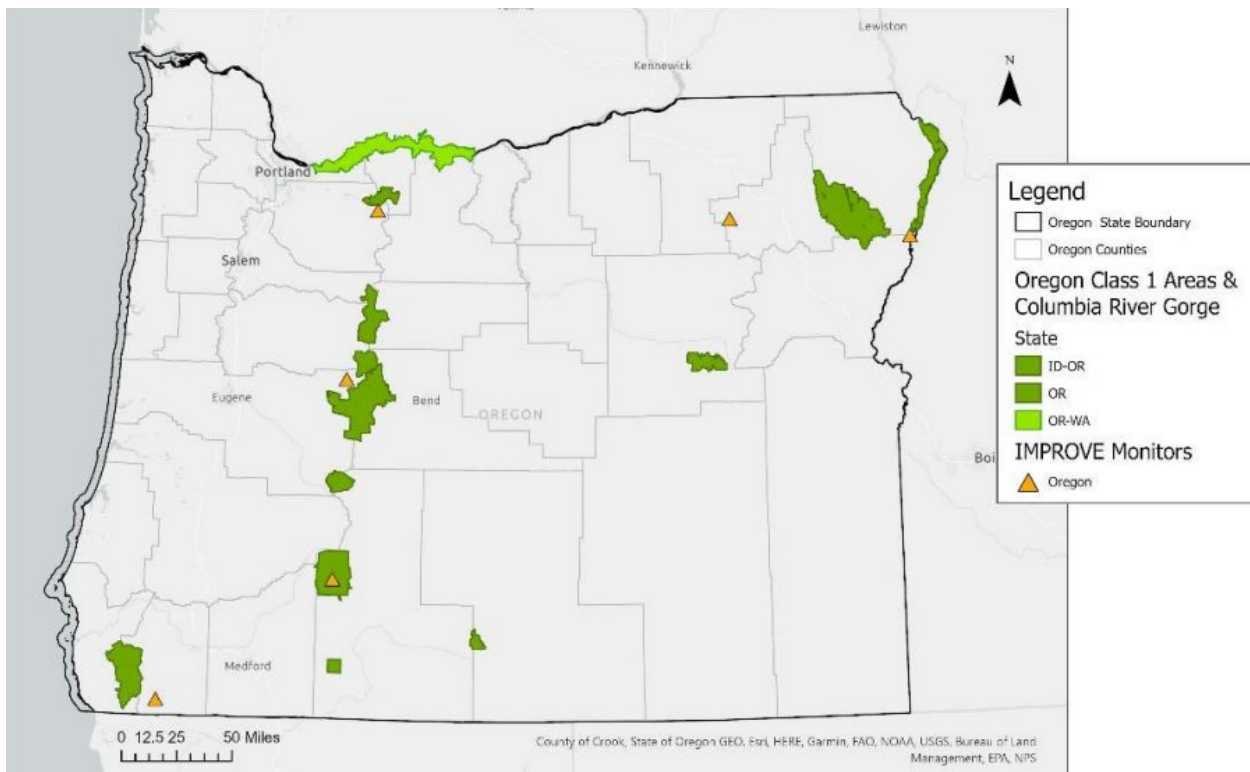 Lewiston
Kennewick
N
Portland
Salem
Eugene
Bend
OREGON
Boi
Medford
0 12.5 25 50 Miles
County of Crook, State of Oregon GEO, Esri, HERE, Garmin, FAO, NOAA, USGS, Bureau of Land
Management, EPA, NPS
Legend
Oregon State Boundary
Oregon Counties
Oregon Class 1 Areas &
Columbia River Gorge
State
ID-OR
OR
OR-WA
IMPROVE Monitors
Oregon